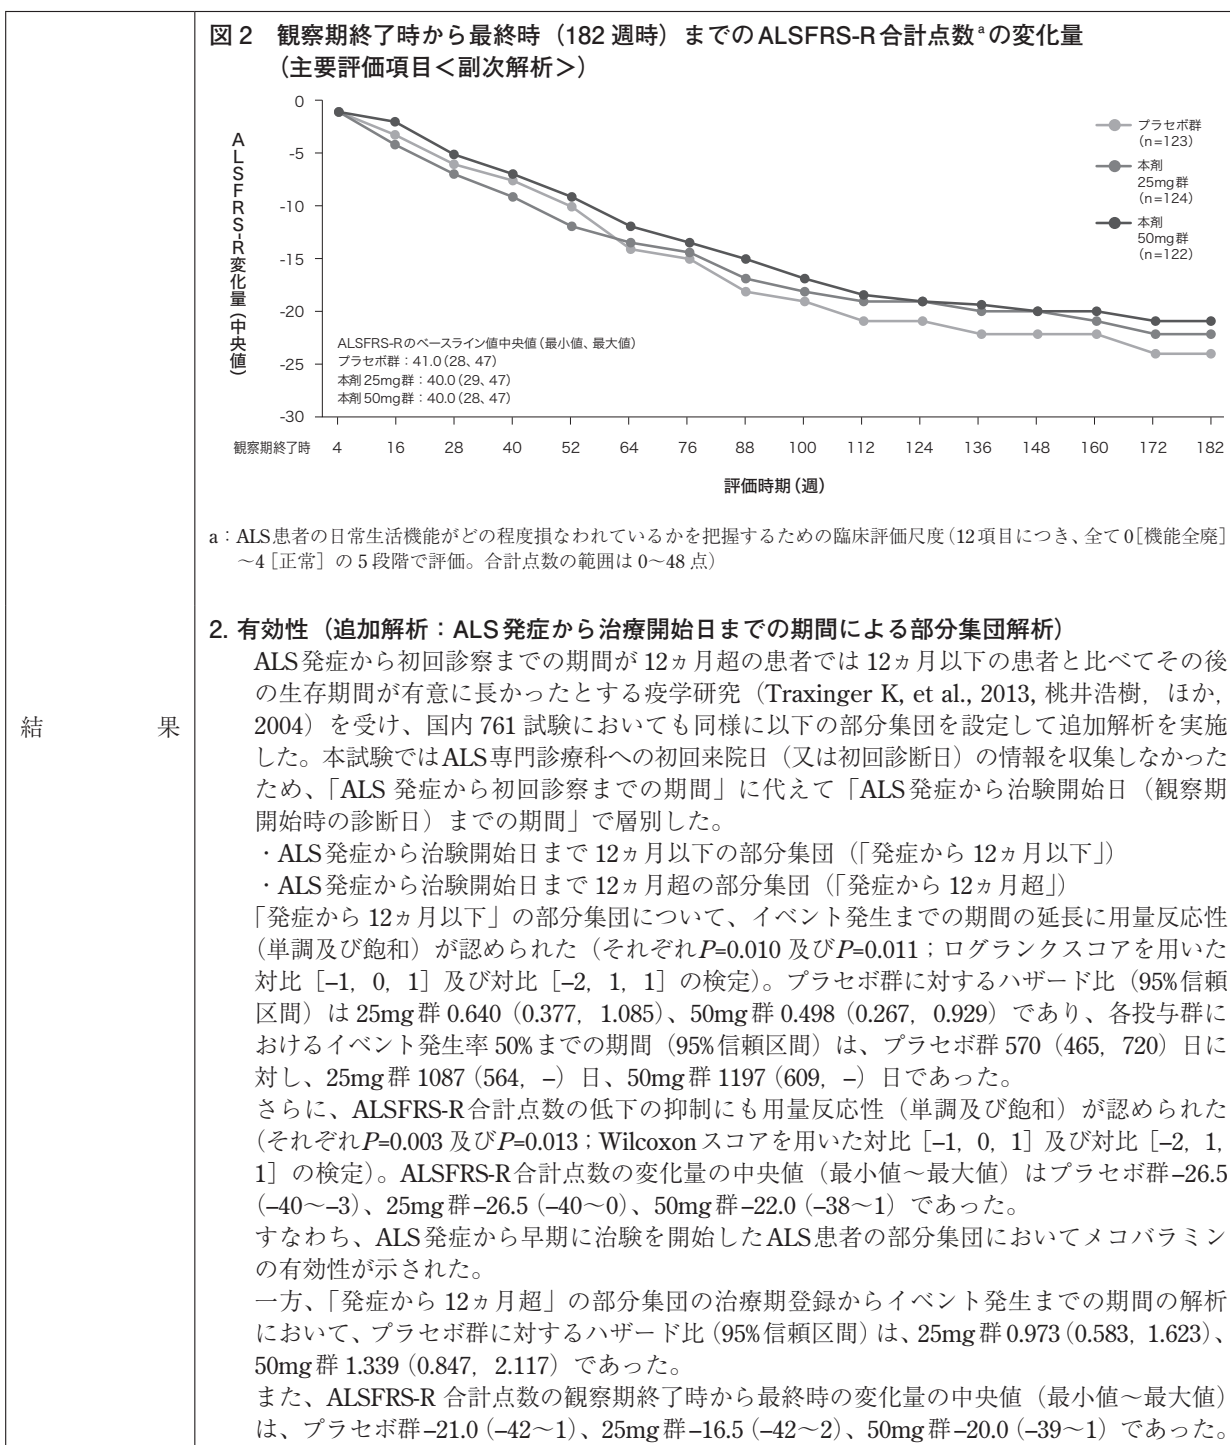 結果
図2 観察期終了時から最終時（182週時）までのALSFRS-R合計点数aの変化量
（主要評価項目＜副次解析＞）
ALSFRS-R変化量（中央値）
0
-5
-10
-15
-20
-25
-30
プラセボ群
(n=123)
本剤
25mg群
(n=124)
本剤
50mg群
(n=122)
ALSFRS-Rのベースライン値中央値（最小値、最大値）
プラセボ群：41.0（28、47）
本剤25mg群：40.0（29、47）
本剤50mg群：40.0（28、47）
観察期終了時 4 16 28 40 52 64 76 88 100 112 124 136 148 160 172 182
評価時期（週）
a：ALS患者の日常生活機能がどの程度損なわれているかを把握するための臨床評価尺度（12項目につき、全て0［機能全廃］
～4［正常］の5段階で評価。合計点数の範囲は0～48点）
2. 有効性（追加解析：ALS発症から治療開始日までの期間による部分集団解析）
ALS発症から初回診察までの期間が12ヵ月超の患者では12ヵ月以下の患者と比べてその後
の生存期間が有意に長かったとする疫学研究（Traxinger K, et al., 2013, 桃井浩樹，ほか,
2004）を受け、国内761試験においても同様に以下の部分集団を設定して追加解析を実施
した。本試験ではALS専門診療科への初回来院日（又は初回診断日）の情報を収集しなかった
ため、「ALS 発症から初回診察までの期間」に代えて「ALS発症から治験開始日（観察期
開始時の診断日）までの期間」で層別した。
・ALS発症から治験開始日まで12ヵ月以下の部分集団（「発症から12ヵ月以下」）
・ALS発症から治験開始日まで12ヵ月超の部分集団（「発症から12ヵ月超」）
「発症から12ヵ月以下」の部分集団について、イベント発生までの期間の延長に用量反応性
（単調及び飽和）が認められた（それぞれP=0.010及びP=0.011；ログランクスコアを用いた
対比［–1，0，1］及び対比［–2，1，1］の検定）。プラセボ群に対するハザード比（95%信頼
区間）は25mg群0.640（0.377，1.085）、50mg群0.498（0.267，0.929）であり、各投与群に
おけるイベント発生率50%までの期間（95%信頼区間）は、プラセボ群570（465，720）日に
対し、25mg群1087（564，–）日、50mg群1197（609，–）日であった。
さらに、ALSFRS-R合計点数の低下の抑制にも用量反応性（単調及び飽和）が認められた
（それぞれP=0.003及びP=0.013；Wilcoxonスコアを用いた対比［–1，0，1］及び対比［–2，1，
1］の検定）。ALSFRS-R合計点数の変化量の中央値（最小値～最大値）はプラセボ群–26.5
（–40～–3）、25mg群–26.5（–40～0）、50mg群–22.0（–38～1）であった。
すなわち、ALS発症から早期に治験を開始したALS患者の部分集団においてメコバラミン
の有効性が示された。
一方、「発症から12ヵ月超」の部分集団の治療期登録からイベント発生までの期間の解析
において、プラセボ群に対するハザード比（95%信頼区間）は、25mg群0.973（0.583，1.623）、
50mg群1.339（0.847，2.117）であった。
また、ALSFRS-R 合計点数の観察期終了時から最終時の変化量の中央値（最小値～最大値）
は、プラセボ群–21.0（–42～1）、25mg群–16.5（–42～2）、50mg群–20.0（–39～1）であった。